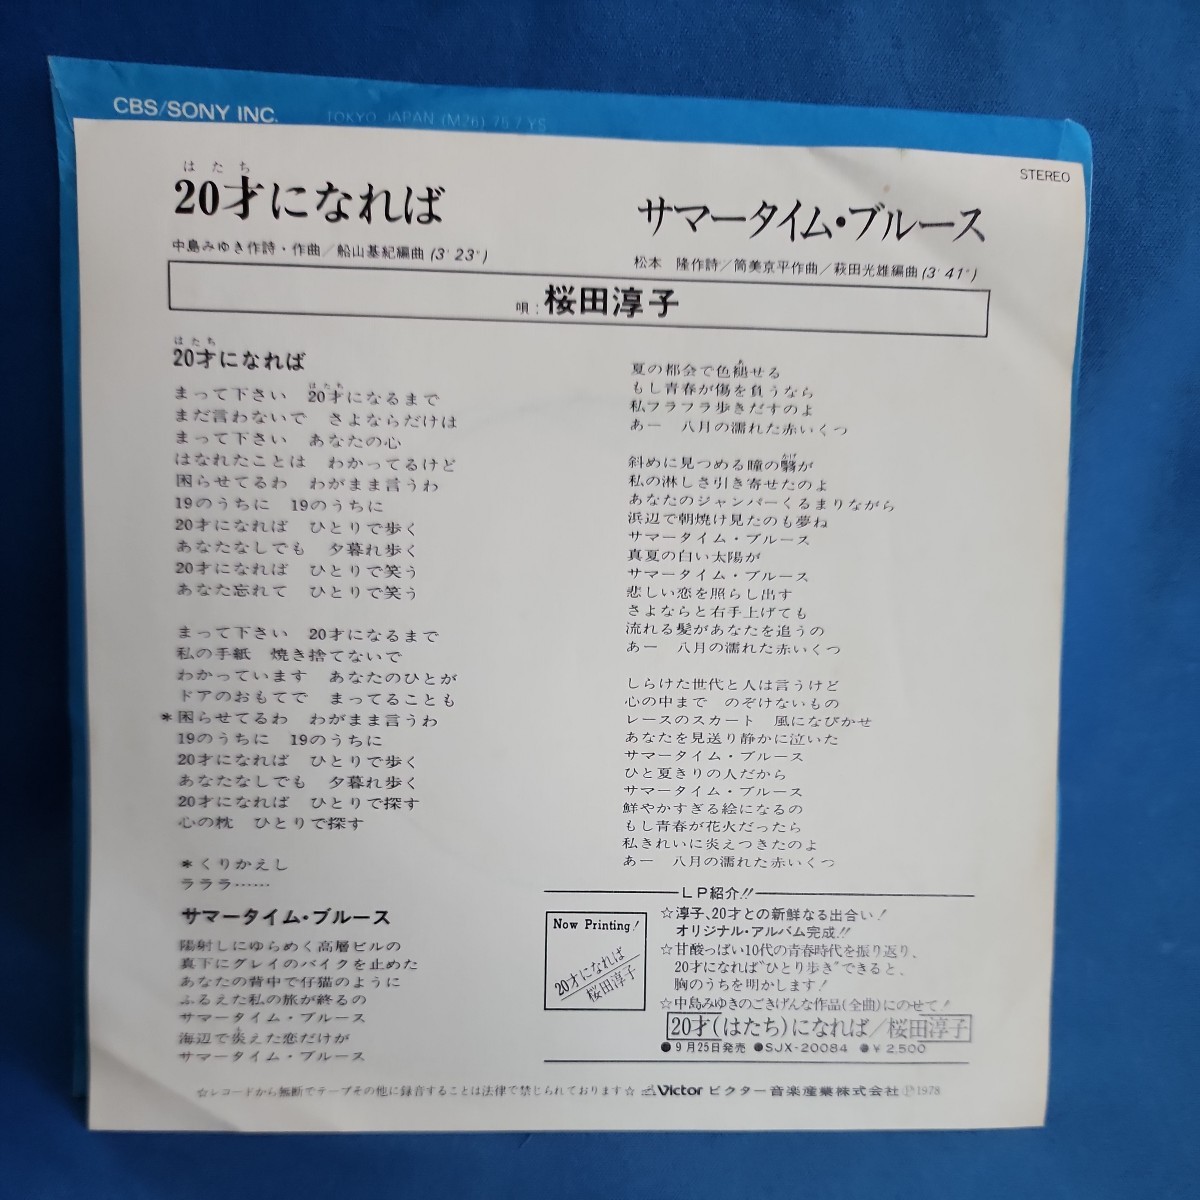 CBS/SONY INC. TOKYO JAPAN (M26) 75.7.YS
STEREO
はたち
20才になれば
中島みゆき作詩・作曲/船山基紀編曲(3'23")
サマータイム・ブルース
松本 隆作詩/筒美京平作曲/萩田光雄編曲(3'41")
唄:桜田淳子
はたち
20才になれば
まって下さい 20才になるまで
はたち
まだ言わないで さよならだけは
まって下さい あなたの心
はなれたことは わかってるけど
困らせてるわ わがまま言うわ
19のうちに 19のうちに
20才になれば ひとりで歩く
あなたなしでも 夕暮れ歩く
20才になれば ひとりで笑う
あなた忘れて ひとりで笑う
まって下さい 20才になるまで
私の手紙 焼き捨てないで
わかっています あなたのひとが
ドアのおもてで まってることも
*困らせてるわ わがまま言うわ
19のうちに 19のうちに
20才になれば ひとりで歩く
あなたなしでも 夕暮れ歩く
20才になれば ひとりで探す
心の枕 ひとりで探す
*くりかえし
ラララ……
サマータイム・ブルース
陽射しにゆらめく高層ビルの
真下にグレイのバイクを止めた
あなたの背中で仔猫のように
ふるえた私の旅が終るの
サマータイム・ブルース
海辺で炎えた恋だけが
サマータイム・ブルース
夏の都会で色褪せる
もし青春が傷を負うなら
私フラフラ歩きだすのよ
あー 八月の濡れた赤いくつ
斜めに見つめる瞳の翳が
かげ
私の淋しさ引き寄せたのよ
あなたのジャンパーくるまりながら
浜辺で朝焼け見たのも夢ね
サマータイム・ブルース
真夏の白い太陽が
サマータイム・ブルース
悲しい恋を照らし出す
さよならと右手上げても
流れる髪があなたを追うの
あー 八月の濡れた赤いくつ
しらけた世代と人は言うけど
心の中まで のぞけないもの
レースのスカート 風になびかせ
あなたを見送り静かに泣いた
サマータイム・ブルース
ひと夏きりの人だから
サマータイム・ブルース
鮮やかすぎる絵になるの
もし青春が花火だったら
私きれいに炎えつきたのよ
あー 八月の濡れた赤いくつ
LP紹介!!
Now Printing!
20才になれば
桜田淳子
☆淳子、20才との新鮮なる出合い!
オリジナル・アルバム完成!!
☆甘酸っぱい10代の青春時代を振り返り、
20才になれば“ひとり歩き”できると、
胸のうちを明かします!
☆中島みゆきのごきげんな作品(全曲)にのせて!
20才(はたち)になれば/桜田淳子
●9月25日発売 ●SJX-20084 ●¥2,500
☆レコードから無断でテープその他に録音することは法律で禁じられております☆ Victor ビクター音楽産業株式会社 Ⓟ1978